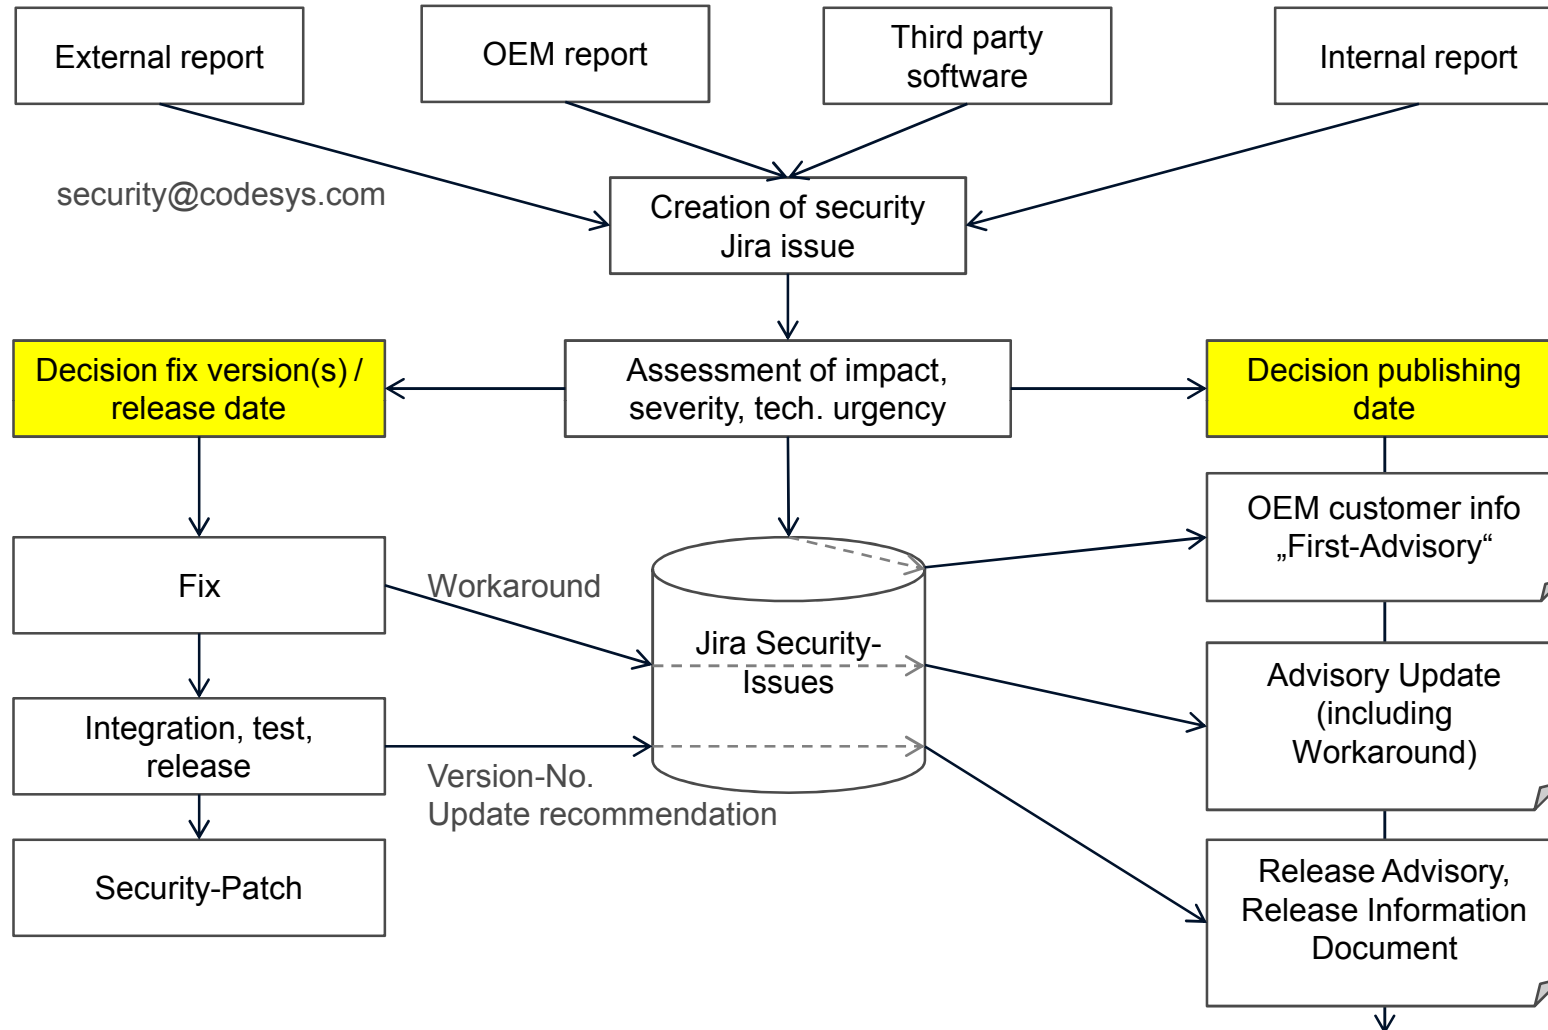 External report
OEM report
Third party
software
Internal report
security@codesys.com
Creation of security
Jira issue
Decision fix version(s) /
release date
Assessment of impact,
severity, tech. urgency
Decision publishing
date
OEM customer info
„First-Advisory“
Fix
Workaround
Jira Security-
Issues
Advisory Update
(including
Workaround)
Integration, test,
release
Version-No.
Update recommendation
Security-Patch
Release Advisory,
Release Information
Document